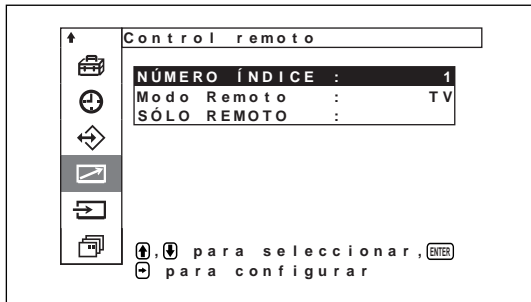 Control remoto
NÚMERO ÍNDICE : 1
Modo Remoto : TV
SÓLO REMOTO :
, para seleccionar, ENTER
para configurar